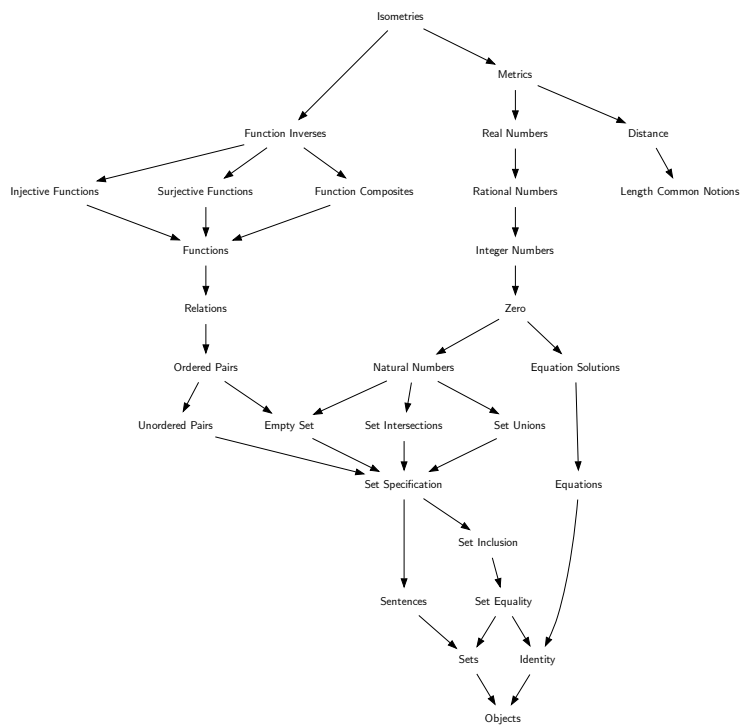 Isometries
Metrics
Function Inverses
Real Numbers
Distance
Injective Functions
Surjective Functions
Function Composites
Rational Numbers
Length Common Notions
Functions
Integer Numbers
Relations
Zero
Ordered Pairs
Natural Numbers
Equation Solutions
Unordered Pairs
Empty Set
Set Intersections
Set Unions
Set Specification
Equations
Set Inclusion
Sentences
Set Equality
Sets
Identity
Objects